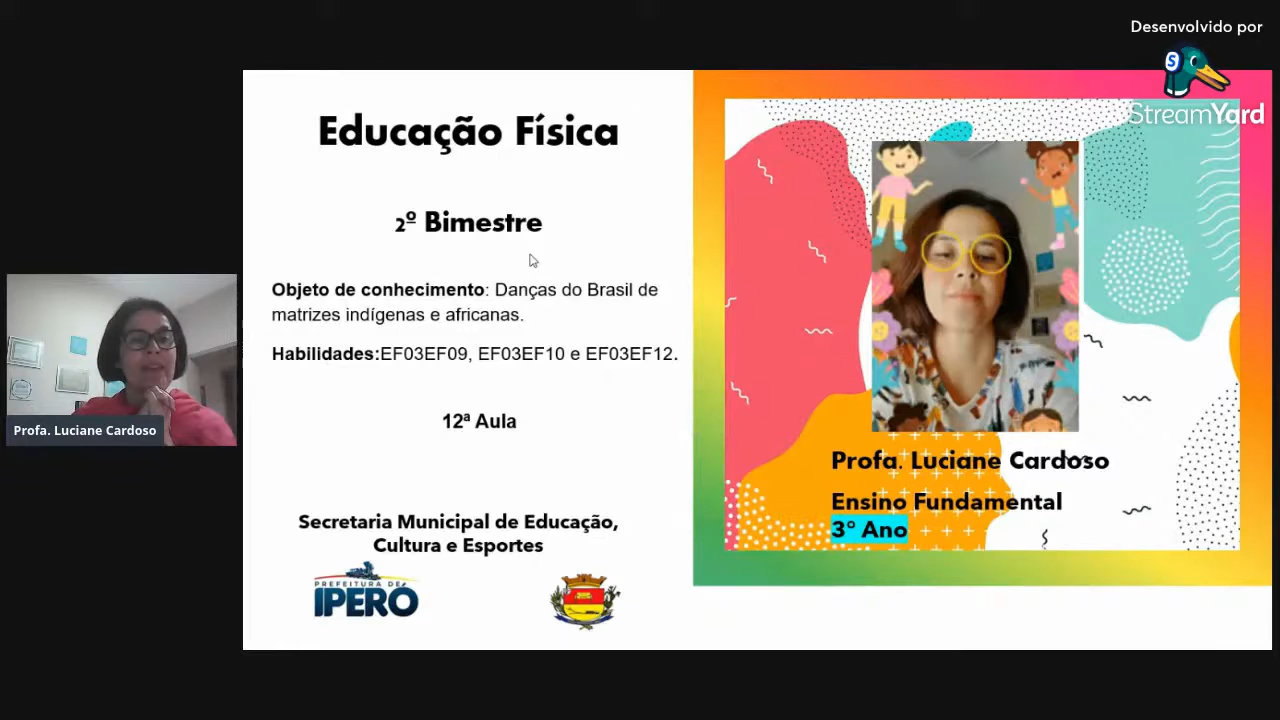 Desenvolvido por
StreamYard
Educação Física
2º Bimestre
Objeto de conhecimento: Danças do Brasil de
matrizes indígenas e africanas.
Habilidades:EF03EF09, EF03EF10 e EF03EF12.
12ª Aula
Secretaria Municipal de Educação,
Cultura e Esportes
PREFEITURA DE
IPERÓ
Profa. Luciane Cardoso
Profa. Luciane Cardoso
Ensino Fundamental
3º Ano